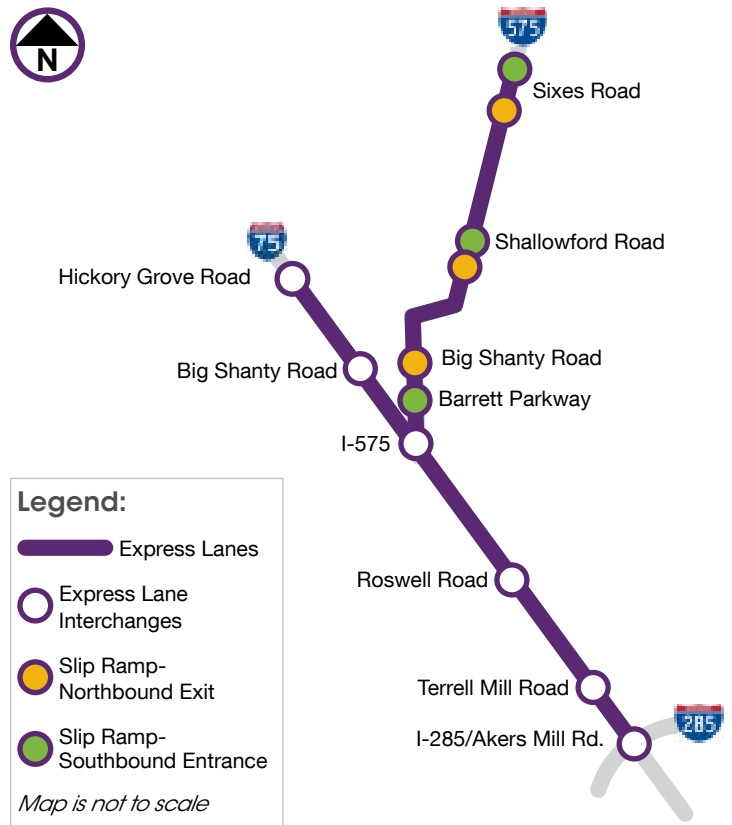 N
575
Sixes Road
Shallowford Road
75
Hickory Grove Road
Big Shanty Road
Big Shanty Road
Barrett Parkway
I-575
Legend:
Express Lanes
Express Lane
Interchanges
Slip Ramp-
Northbound Exit
Slip Ramp-
Southbound Entrance
Map is not to scale
Roswell Road
Terrell Mill Road
I-285/Akers Mill Rd.
285